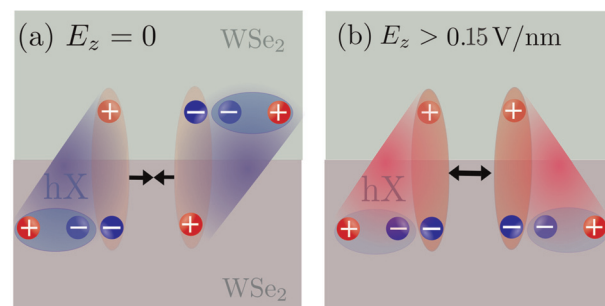 (a) E_z = 0
WSe₂
hX
WSe₂
(b) E_z > 0.15 V/nm
hX